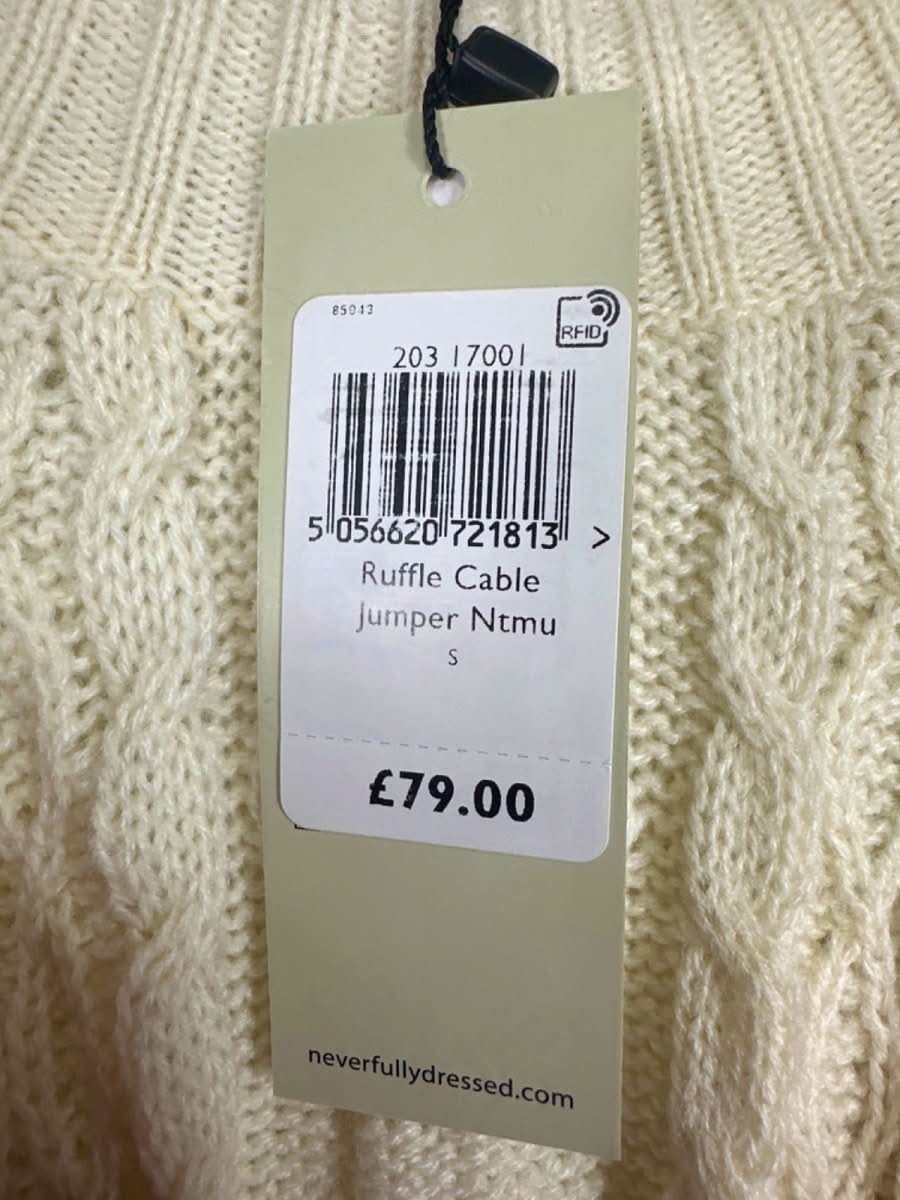 85043
RFID
203 17001
5 056620 721813 >
Ruffle Cable
Jumper Ntmu
S
£79.00
neverfullydressed.com